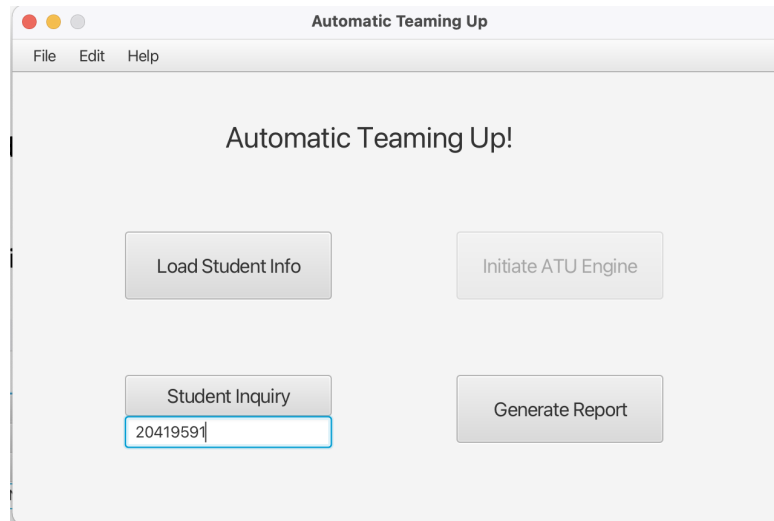 Automatic Teaming Up
File Edit Help
Automatic Teaming Up!
Load Student Info
Initiate ATU Engine
Student Inquiry
20419591
Generate Report